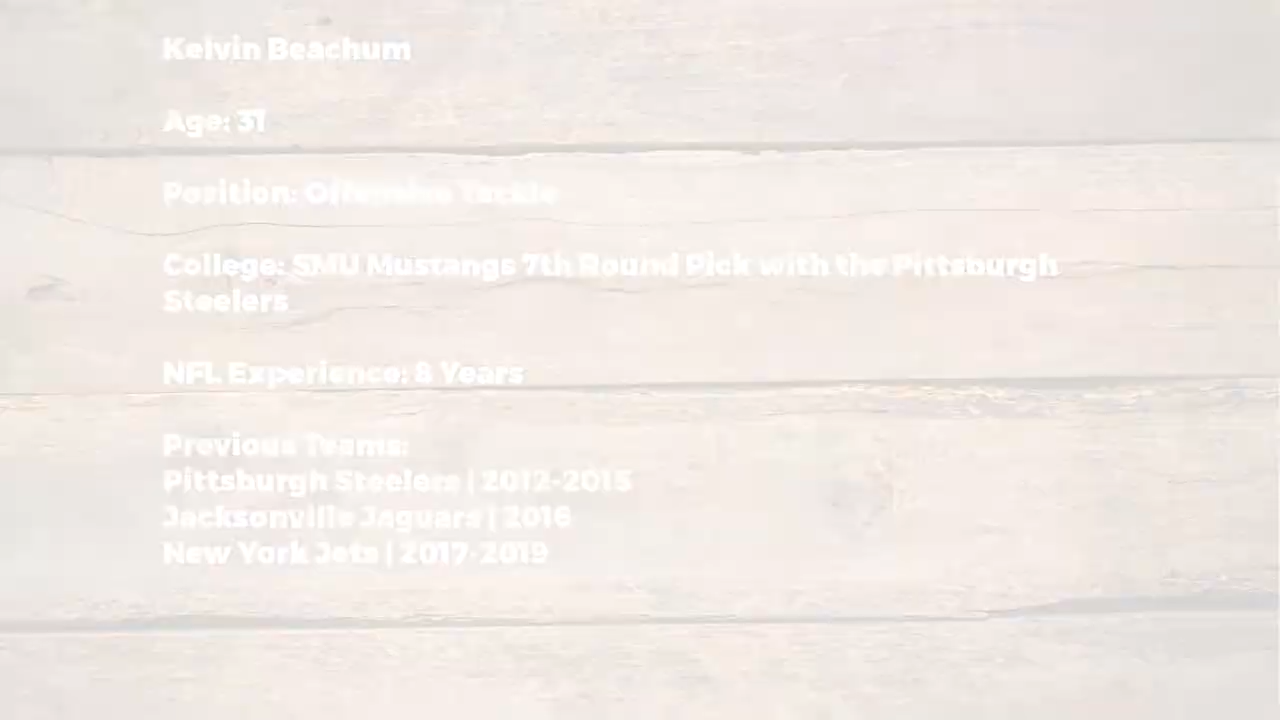 Kelvin Beachum
Age: 31
Position: Offensive Tackle
College: SMU Mustangs 7th Round Pick with the Pittsburgh
Steelers
NFL Experience: 8 Years
Previous Teams:
Pittsburgh Steelers | 2012-2015
Jacksonville Jaguars | 2016
New York Jets | 2017-2019